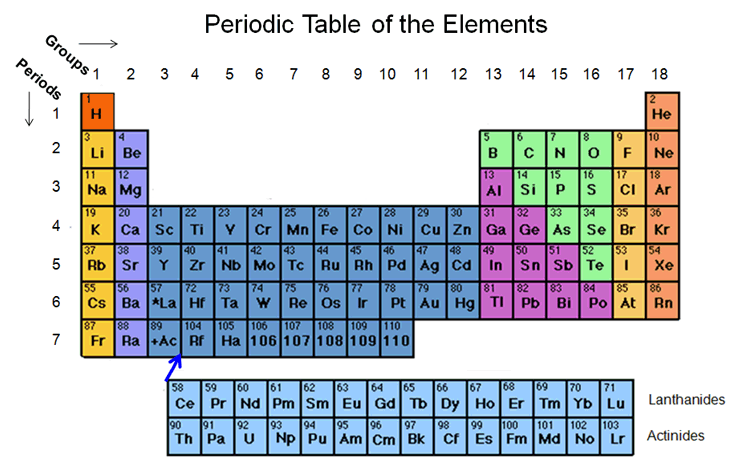 Periodic Table of the Elements
Groups
Periods
1 2 3 4 5 6 7 8 9 10 11 12 13 14 15 16 17 18
1
1 2
H He
2
3 4 5 6 7 8 9 10
Li Be B C N O F Ne
3
11 12 13 14 15 16 17 18
Na Mg Al Si P S Cl Ar
4
19 20 21 22 23 24 25 26 27 28 29 30 31 32 33 34 35 36
K Ca Sc Ti V Cr Mn Fe Co Ni Cu Zn Ga Ge As Se Br Kr
5
37 38 39 40 41 42 43 44 45 46 47 48 49 50 51 52 53 54
Rb Sr Y Zr Nb Mo Tc Ru Rh Pd Ag Cd In Sn Sb Te I Xe
6
55 56 57 72 73 74 75 76 77 78 79 80 81 82 83 84 85 86
Cs Ba *La Hf Ta W Re Os Ir Pt Au Hg Tl Pb Bi Po At Rn
7
87 88 89 104 105 106 107 108 109 110
Fr Ra +Ac Rf Ha 106 107 108 109 110
58 59 60 61 62 63 64 65 66 67 68 69 70 71
Ce Pr Nd Pm Sm Eu Gd Tb Dy Ho Er Tm Yb Lu Lanthanides
90 91 92 93 94 95 96 97 98 99 100 101 102 103
Th Pa U Np Pu Am Cm Bk Cf Es Fm Md No Lr Actinides